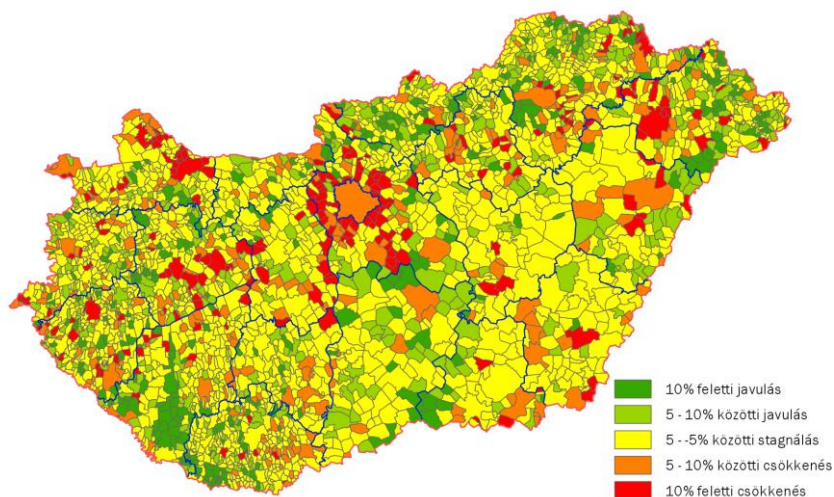 10% feletti javulás
5 - 10% közötti javulás
5 - -5% közötti stagnálás
5 - 10% közötti csökkenés
10% feletti csökkenés